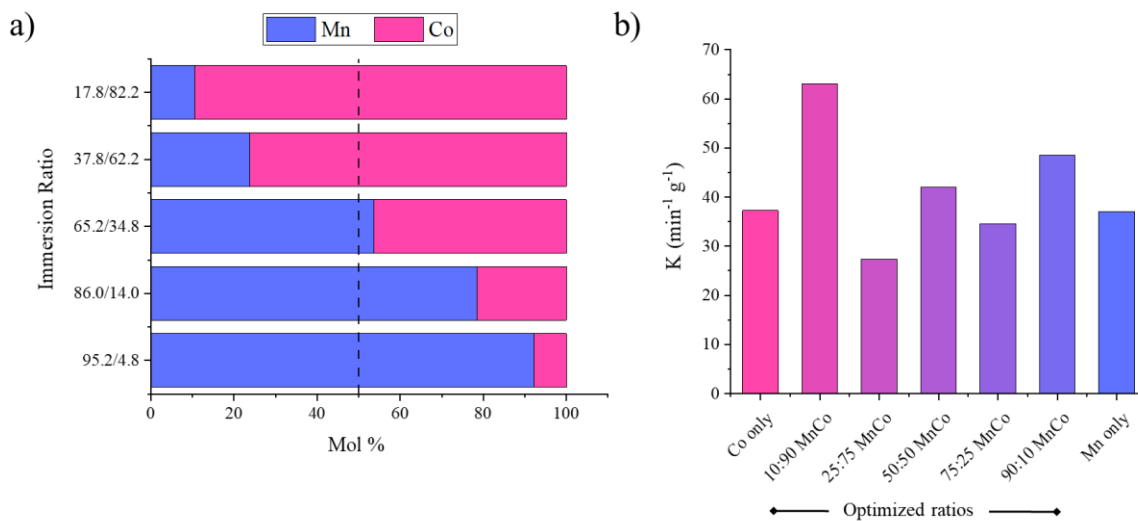 a)
Mn Co
Immersion Ratio
17.8/82.2
37.8/62.2
65.2/34.8
86.0/14.0
95.2/4.8
0 20 40 60 80 100
Mol %
b)
K (min⁻¹ g⁻¹)
70
60
50
40
30
20
10
0
Co only
10:90 MnCo
25:75 MnCo
50:50 MnCo
75:25 MnCo
90:10 MnCo
Mn only
Optimized ratios